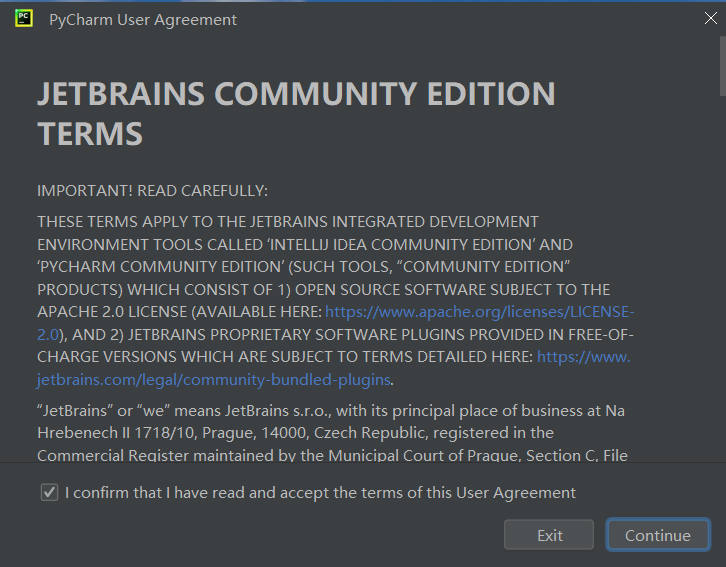 PC
PyCharm User Agreement
JETBRAINS COMMUNITY EDITION
TERMS
IMPORTANT! READ CAREFULLY:
THESE TERMS APPLY TO THE JETBRAINS INTEGRATED DEVELOPMENT
ENVIRONMENT TOOLS CALLED ‘INTELLIJ IDEA COMMUNITY EDITION’ AND
‘PYCHARM COMMUNITY EDITION’ (SUCH TOOLS, “COMMUNITY EDITION”
PRODUCTS) WHICH CONSIST OF 1) OPEN SOURCE SOFTWARE SUBJECT TO THE
APACHE 2.0 LICENSE (AVAILABLE HERE: https://www.apache.org/licenses/LICENSE-
2.0), AND 2) JETBRAINS PROPRIETARY SOFTWARE PLUGINS PROVIDED IN FREE-OF-
CHARGE VERSIONS WHICH ARE SUBJECT TO TERMS DETAILED HERE: https://www.
jetbrains.com/legal/community-bundled-plugins.
“JetBrains” or “we” means JetBrains s.r.o., with its principal place of business at Na
Hrebenech II 1718/10, Prague, 14000, Czech Republic, registered in the
Commercial Register maintained by the Municipal Court of Prague, Section C, File
I confirm that I have read and accept the terms of this User Agreement
Exit
Continue